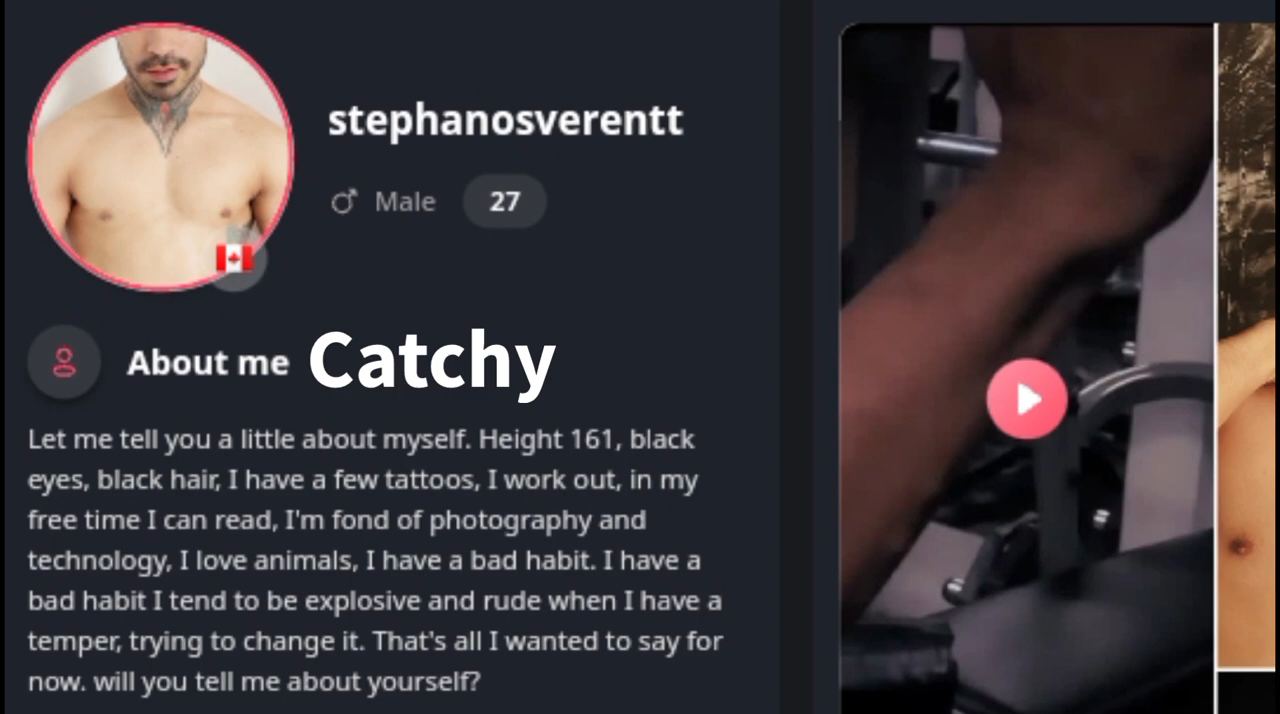 stephanosverentt
Male 27
About me Catchy
Let me tell you a little about myself. Height 161, black
eyes, black hair, I have a few tattoos, I work out, in my
free time I can read, I'm fond of photography and
technology, I love animals, I have a bad habit. I have a
bad habit I tend to be explosive and rude when I have a
temper, trying to change it. That's all I wanted to say for
now. will you tell me about yourself?